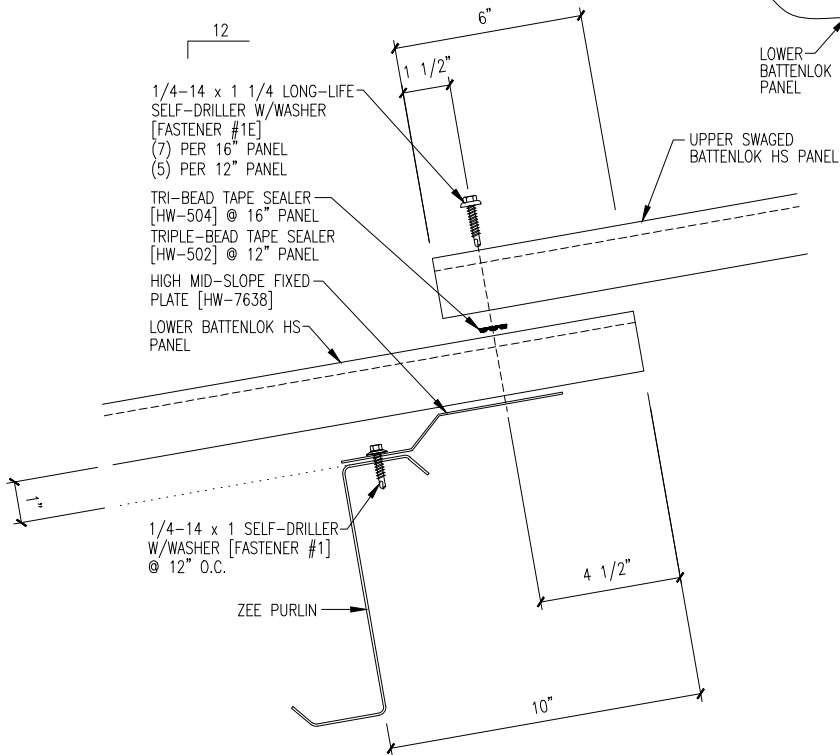 12
6"
1 1/2"
LOWER
BATTENLOK
PANEL
1/4-14 x 1 1/4 LONG-LIFE
SELF-DRILLER W/WASHER
[FASTENER #1E]
(7) PER 16" PANEL
(5) PER 12" PANEL
UPPER SWAGED
BATTENLOK HS PANEL
TRI-BEAD TAPE SEALER
[HW-504] @ 16" PANEL
TRIPLE-BEAD TAPE SEALER
[HW-502] @ 12" PANEL
HIGH MID-SLOPE FIXED
PLATE [HW-7638]
LOWER BATTENLOK HS
PANEL
1"
1/4-14 x 1 SELF-DRILLER
W/WASHER [FASTENER #1]
@ 12" O.C.
4 1/2"
ZEE PURLIN
10"